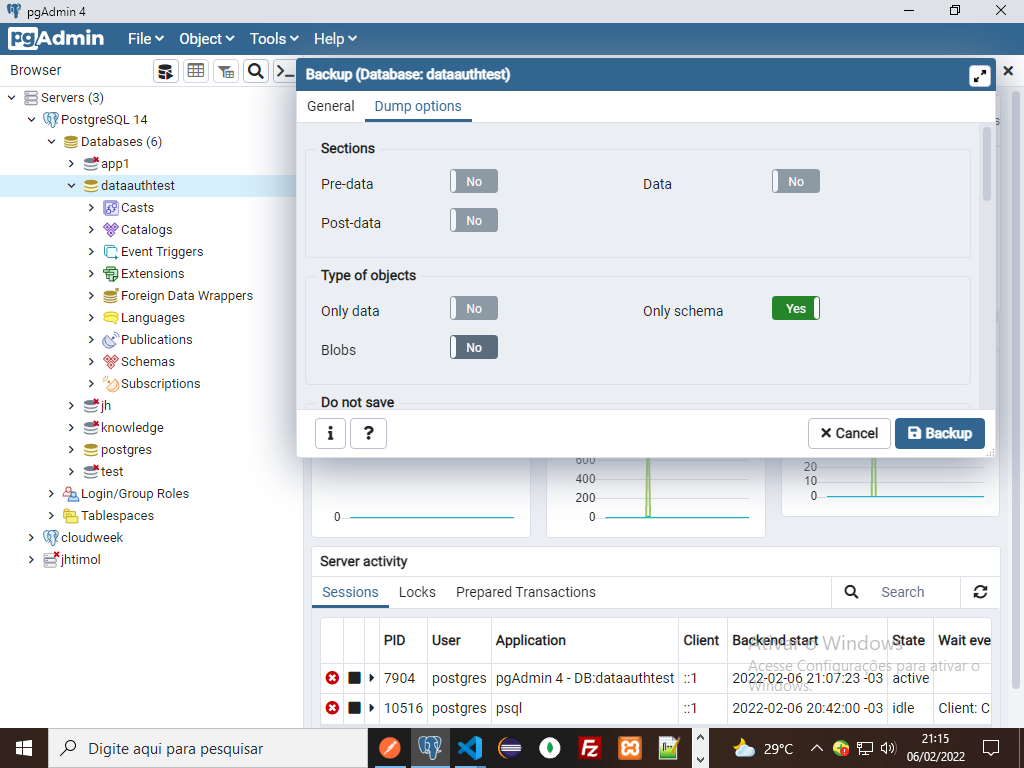 pgAdmin 4
pgAdmin File Object Tools Help
Browser
Backup (Database: dataauthtest)
General Dump options
Servers (3)
PostgreSQL 14
Databases (6)
app1
dataauthtest
Casts
Catalogs
Event Triggers
Extensions
Foreign Data Wrappers
Languages
Publications
Schemas
Subscriptions
jh
knowledge
postgres
test
Login/Group Roles
Tablespaces
cloudweek
jhtimol
Sections
Pre-data No Data No
Post-data No
Type of objects
Only data No Only schema Yes
Blobs No
Do not save
i ? Cancel Backup
600
400
200
0
0
20
10
0
Server activity
Sessions Locks Prepared Transactions Search
PID User Application Client Backend start State Wait eve
7904 postgres pgAdmin 4 - DB:dataauthtest ::1 2022-02-06 21:07:23 -03 active
10516 postgres psql ::1 2022-02-06 20:42:00 -03 idle Client: C
Ativar o Windows
Acesse Configurações para ativar o
Windows.
Digite aqui para pesquisar
29°C
21:15
06/02/2022